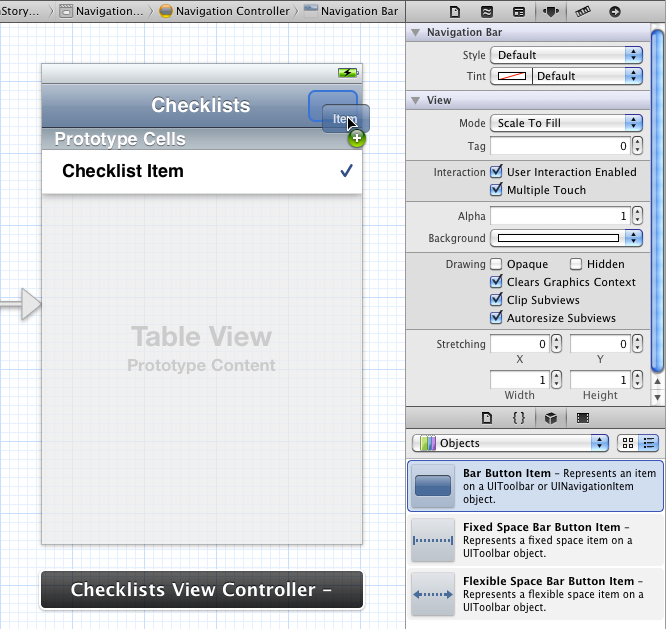 Story... Navigation... Navigation Controller Navigation Bar
Checklists
Item
Prototype Cells
Checklist Item
Table View
Prototype Content
Checklists View Controller –
Navigation Bar
Style Default
Tint Default
View
Mode Scale To Fill
Tag 0
Interaction User Interaction Enabled
Multiple Touch
Alpha 1
Background
Drawing Opaque Hidden
Clears Graphics Context
Clip Subviews
Autoresize Subviews
Stretching 0 0
X Y
1 1
Width Height
{ }
Objects
Bar Button Item – Represents an item
on a UIToolbar or UINavigationItem
object.
Fixed Space Bar Button Item –
Represents a fixed space item on a
UIToolbar object.
Flexible Space Bar Button Item –
Represents a flexible space item on a
UIToolbar object.